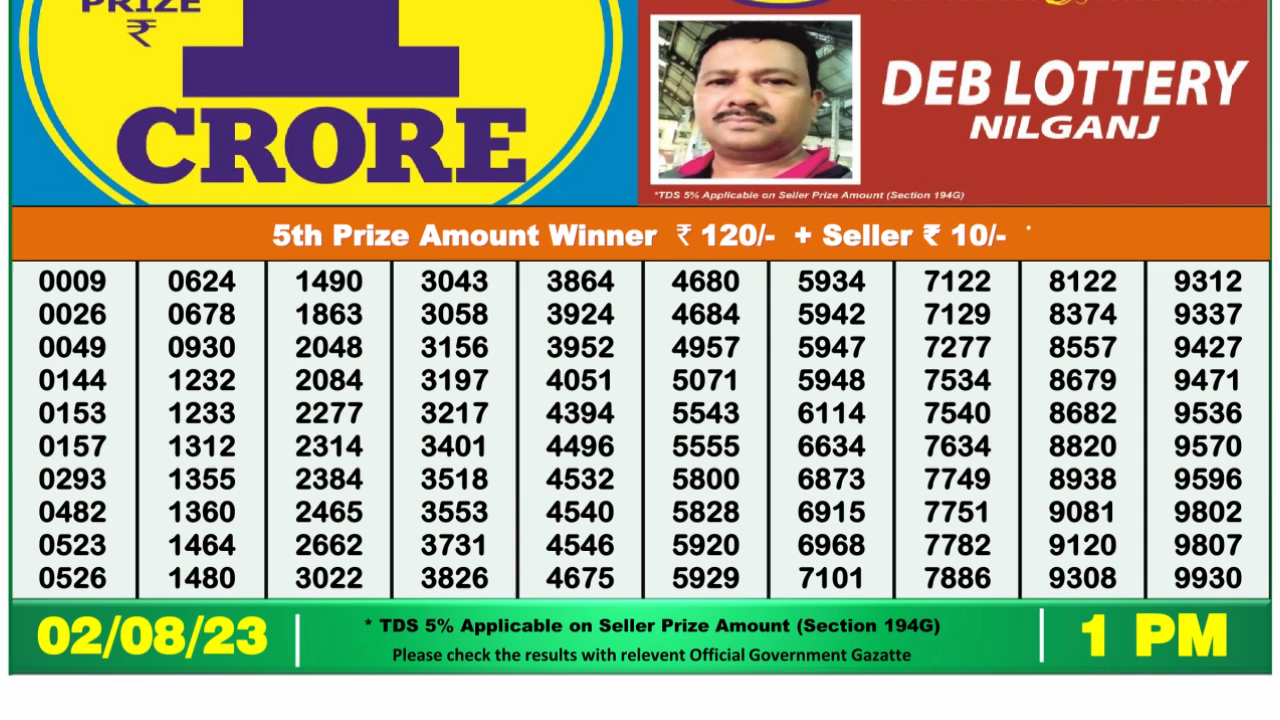 PRIZE
₹
1
CRORE
DEB LOTTERY
NILGANJ
*TDS 5% Applicable on Seller Prize Amount (Section 194G)
5th Prize Amount Winner ₹ 120/- + Seller ₹ 10/- *
0009 0624 1490 3043 3864 4680 5934 7122 8122 9312
0026 0678 1863 3058 3924 4684 5942 7129 8374 9337
0049 0930 2048 3156 3952 4957 5947 7277 8557 9427
0144 1232 2084 3197 4051 5071 5948 7534 8679 9471
0153 1233 2277 3217 4394 5543 6114 7540 8682 9536
0157 1312 2314 3401 4496 5555 6634 7634 8820 9570
0293 1355 2384 3518 4532 5800 6873 7749 8938 9596
0482 1360 2465 3553 4540 5828 6915 7751 9081 9802
0523 1464 2662 3731 4546 5920 6968 7782 9120 9807
0526 1480 3022 3826 4675 5929 7101 7886 9308 9930
02/08/23
* TDS 5% Applicable on Seller Prize Amount (Section 194G)
Please check the results with relevent Official Government Gazatte
1 PM